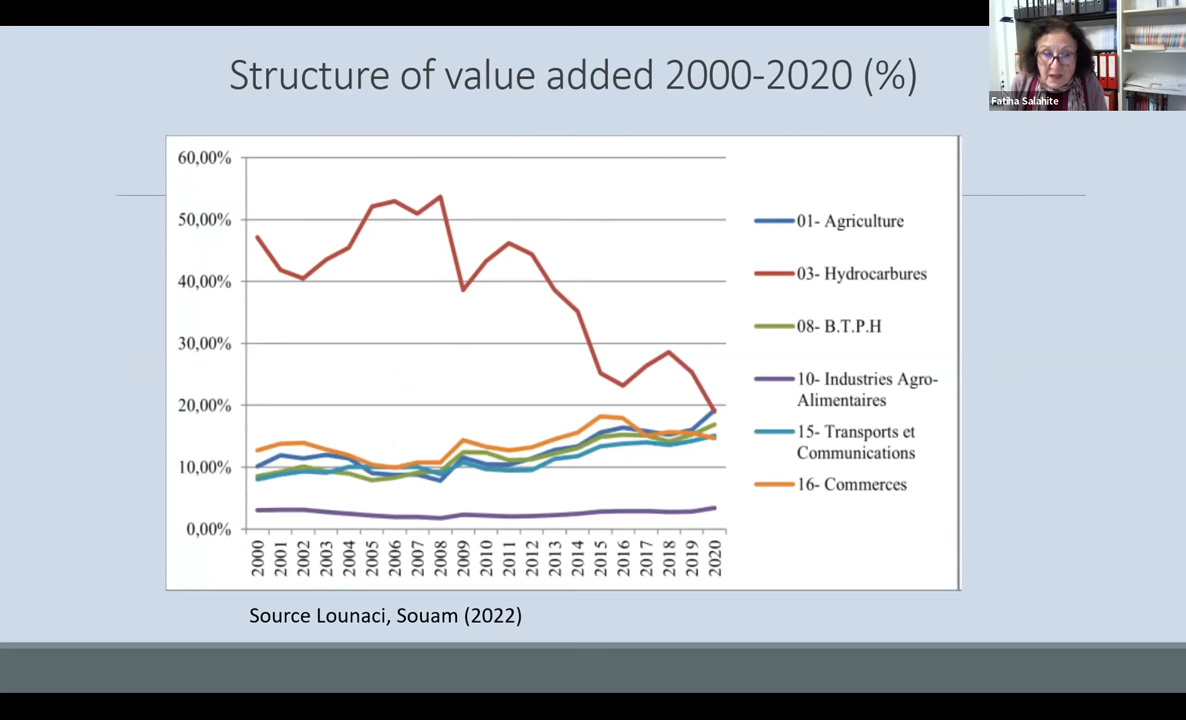 Structure of value added 2000-2020 (%)
Fatiha Salahite
60,00%
50,00%
40,00%
30,00%
20,00%
10,00%
0,00%
2000 2001 2002 2003 2004 2005 2006 2007 2008 2009 2010 2011 2012 2013 2014 2015 2016 2017 2018 2019 2020
01- Agriculture
03- Hydrocarbures
08- B.T.P.H
10- Industries Agro-
Alimentaires
15- Transports et
Communications
16- Commerces
Source Lounaci, Souam (2022)